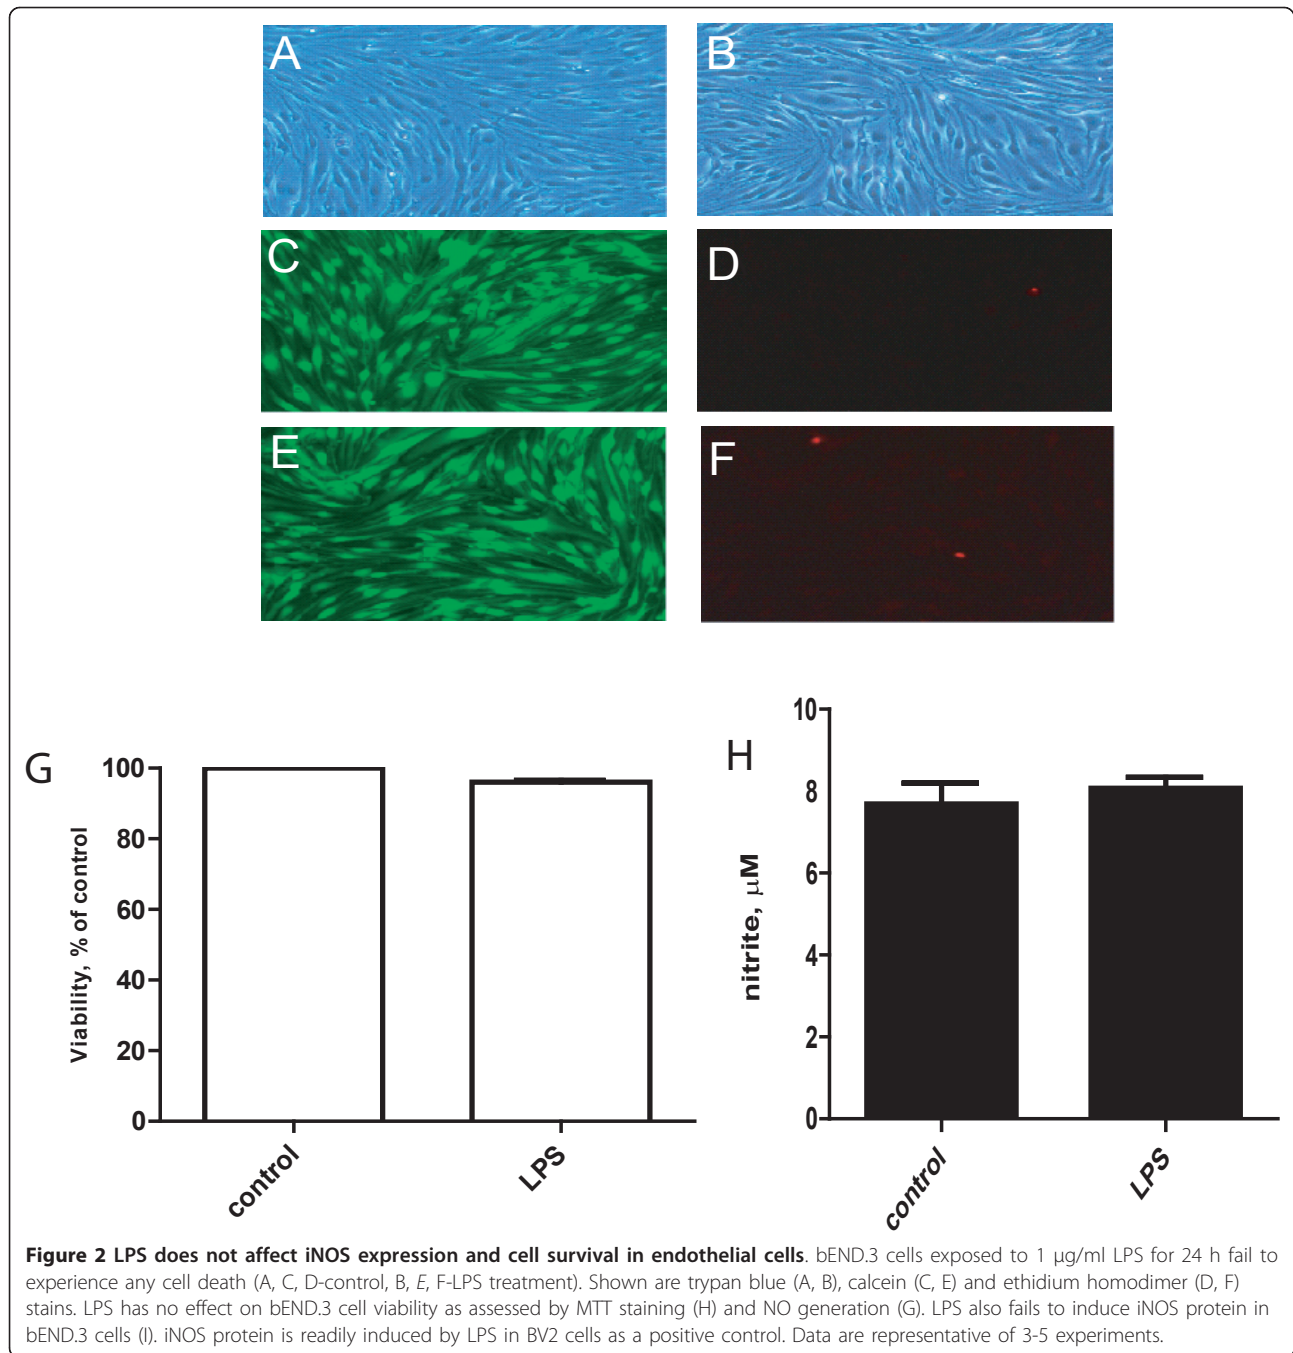 A
B
C
D
E
F
G
H
100
80
60
40
20
0
Viability, % of control
control
LPS
10
8
6
4
2
0
nitrite, μM
control
LPS
Figure 2 LPS does not affect iNOS expression and cell survival in endothelial cells. bEND.3 cells exposed to 1 μg/ml LPS for 24 h fail to
experience any cell death (A, C, D-control, B, E, F-LPS treatment). Shown are trypan blue (A, B), calcein (C, E) and ethidium homodimer (D, F)
stains. LPS has no effect on bEND.3 cell viability as assessed by MTT staining (H) and NO generation (G). LPS also fails to induce iNOS protein in
bEND.3 cells (I). iNOS protein is readily induced by LPS in BV2 cells as a positive control. Data are representative of 3-5 experiments.